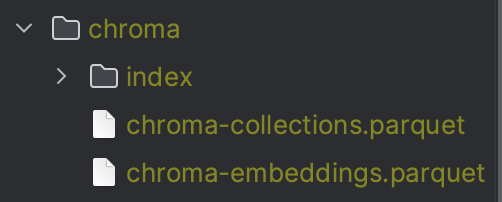 chroma
index
chroma-collections.parquet
chroma-embeddings.parquet